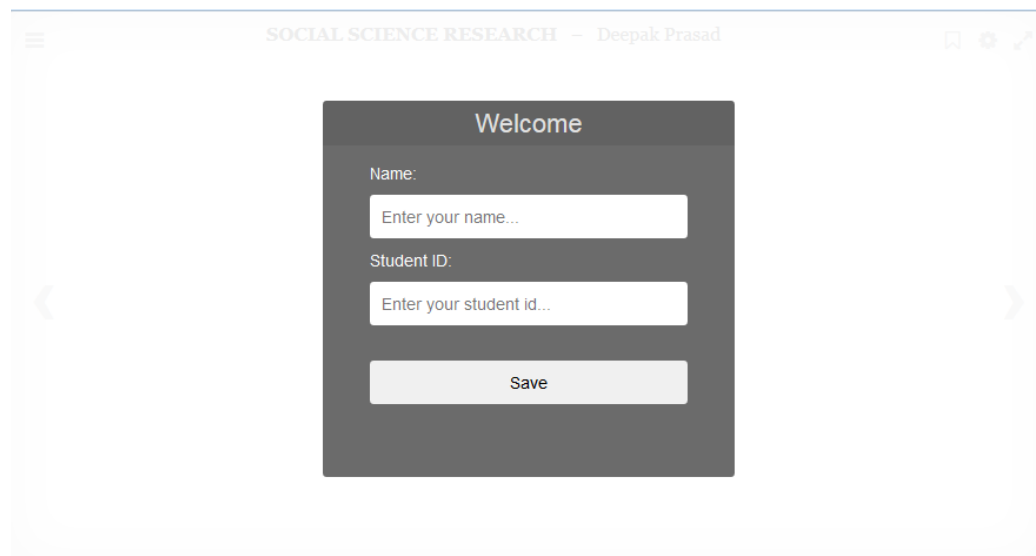 SOCIAL SCIENCE RESEARCH – Deepak Prasad
Welcome
Name:
Enter your name...
Student ID:
Enter your student id...
Save